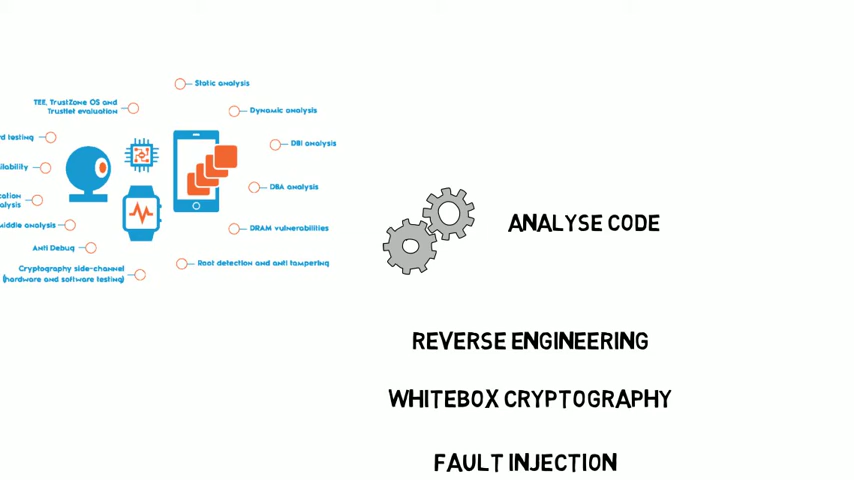 Static analysis
TEE, TrustZone OS and
Trustlet evaluation
Dynamic analysis
testing
DBI analysis
DBA analysis
analysis
DRAM vulnerabilities
Anti Debug
Cryptography side-channel
(hardware and software testing)
Root detection and anti tampering
ANALYSE CODE
REVERSE ENGINEERING
WHITEBOX CRYPTOGRAPHY
FAULT INJECTION